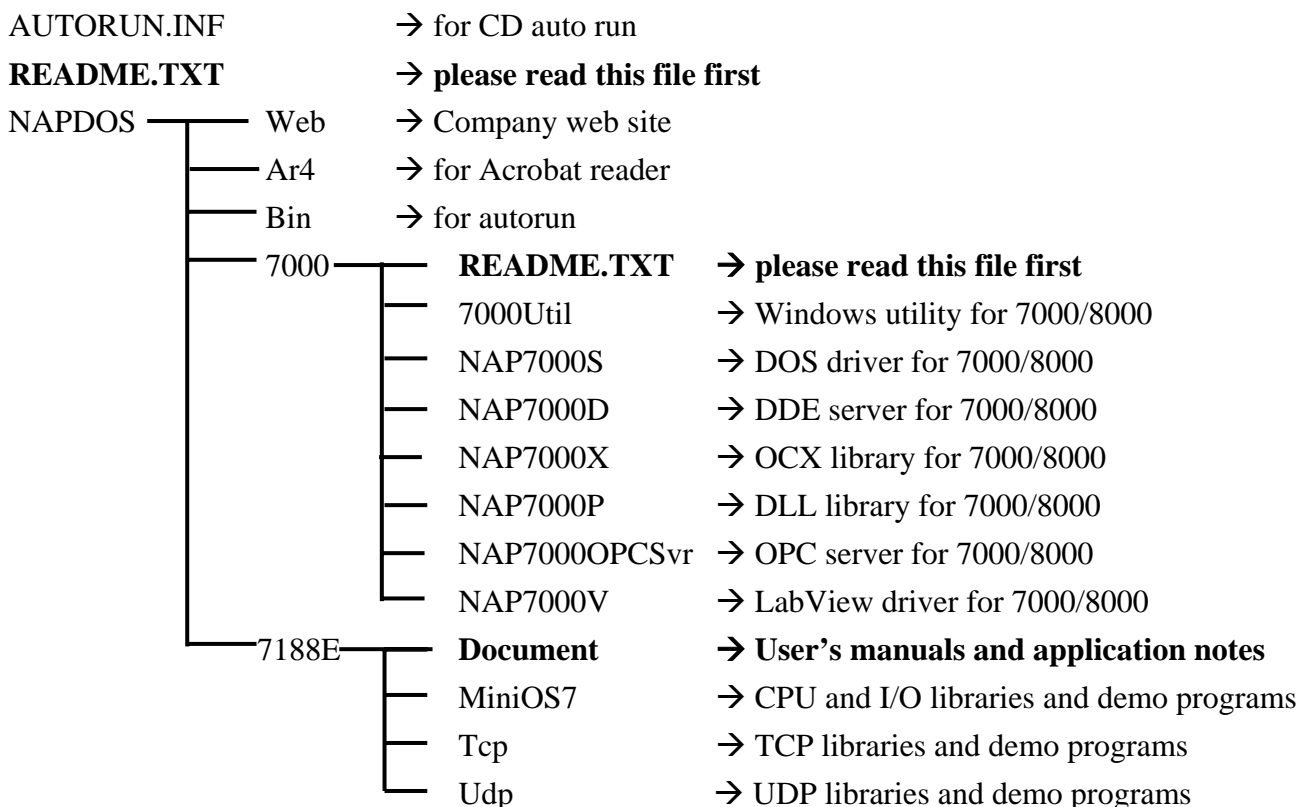 AUTORUN.INF → for CD auto run
README.TXT → please read this file first
NAPDOS Web → Company web site
Ar4 → for Acrobat reader
Bin → for autorun
7000 README.TXT → please read this file first
7000Util → Windows utility for 7000/8000
NAP7000S → DOS driver for 7000/8000
NAP7000D → DDE server for 7000/8000
NAP7000X → OCX library for 7000/8000
NAP7000P → DLL library for 7000/8000
NAP7000OPCSvr → OPC server for 7000/8000
NAP7000V → LabView driver for 7000/8000
7188E Document → User's manuals and application notes
MiniOS7 → CPU and I/O libraries and demo programs
Tcp → TCP libraries and demo programs
Udp → UDP libraries and demo programs